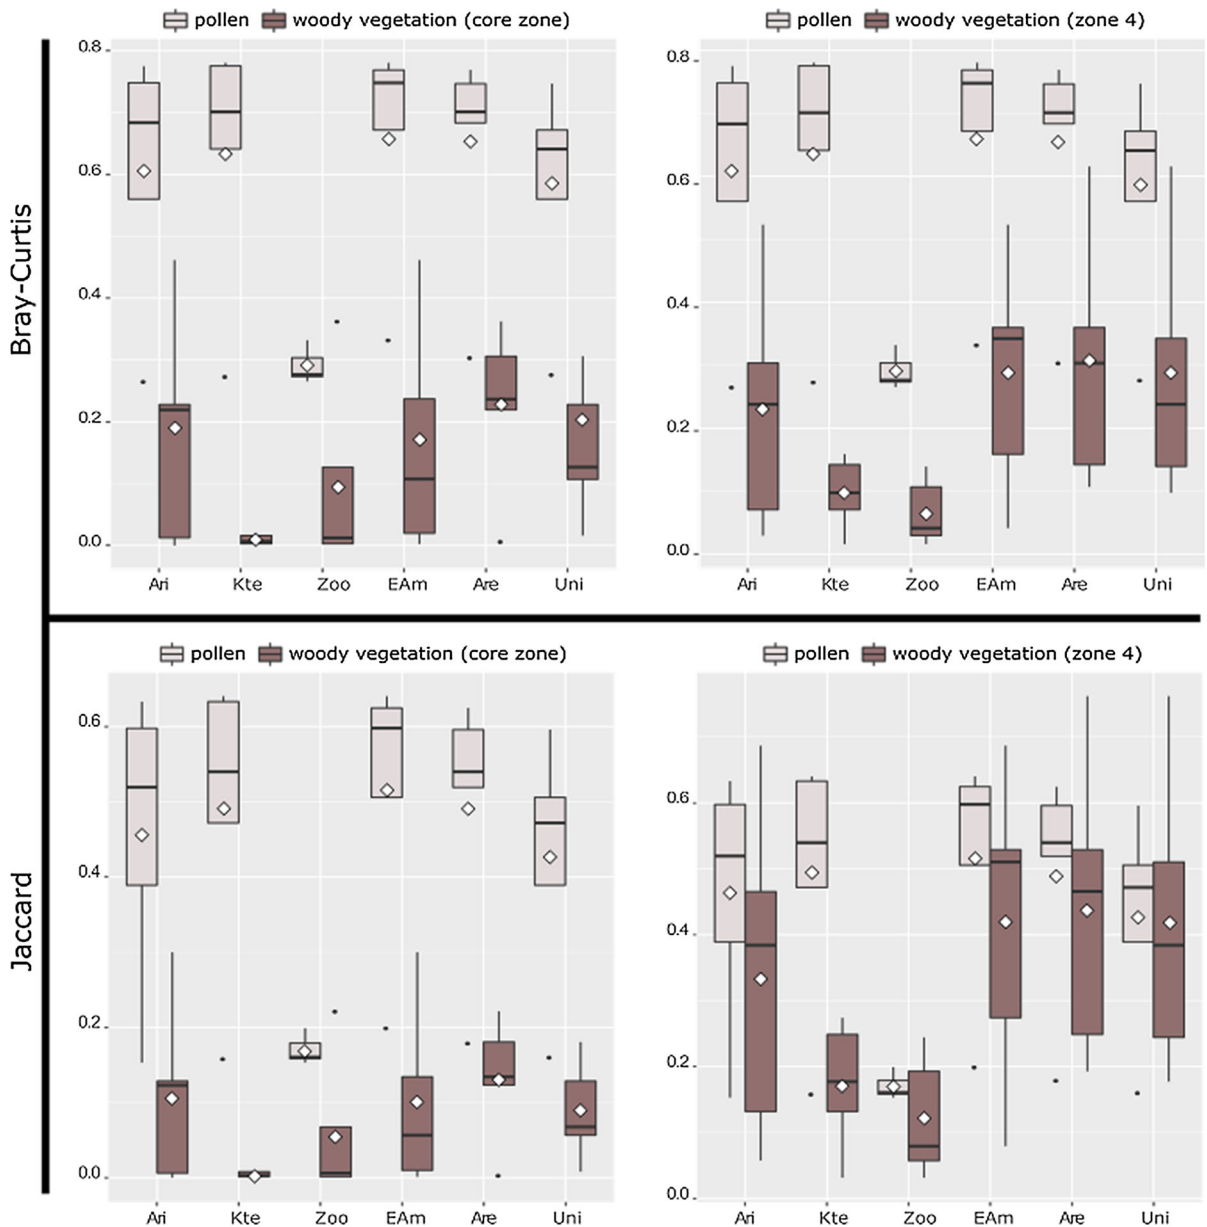 pollen woody vegetation (core zone)
pollen woody vegetation (zone 4)
Bray-Curtis
0.8
0.6
0.4
0.2
0.0
Ari Kte Zoo EAm Are Uni
0.8
0.6
0.4
0.2
0.0
Ari Kte Zoo EAm Are Uni
pollen woody vegetation (core zone)
pollen woody vegetation (zone 4)
Jaccard
0.6
0.4
0.2
0.0
Ari Kte Zoo EAm Are Uni
0.6
0.4
0.2
0.0
Ari Kte Zoo EAm Are Uni